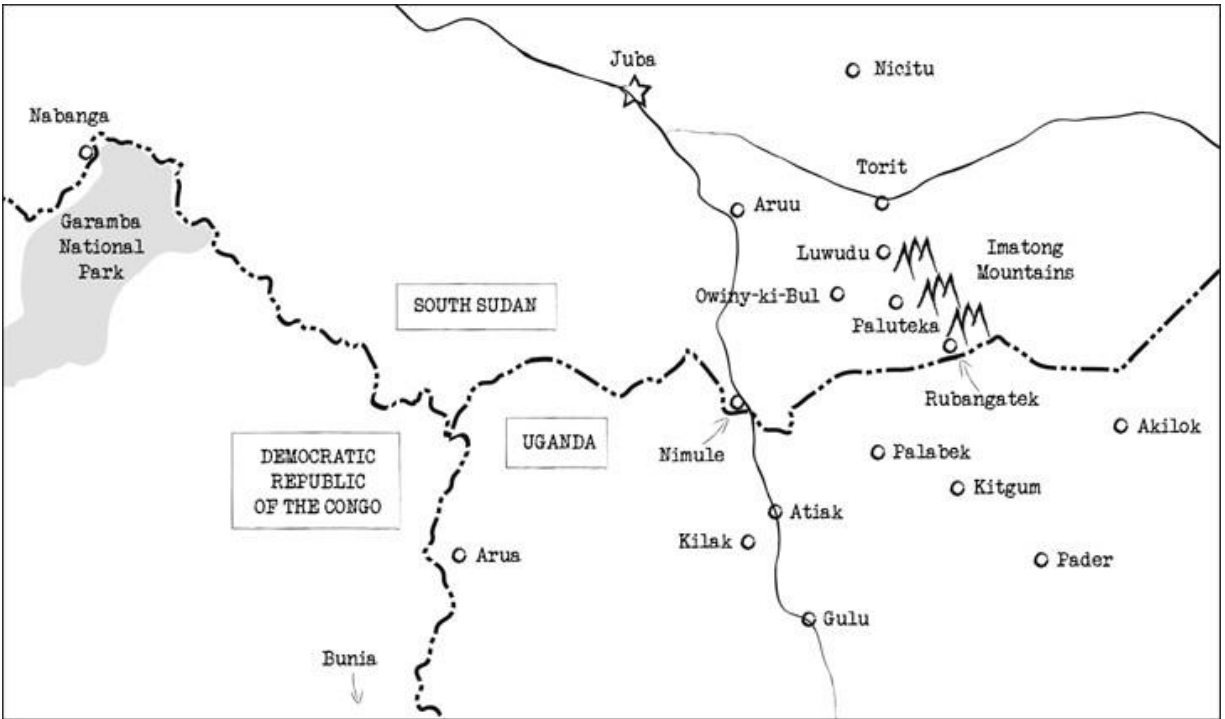 Juba
Nicitu
Nabanga
Torit
Aruu
Garamba
National
Park
Luwudu
Imatong
Mountains
Owiny-ki-Bul
SOUTH SUDAN
Paluteka
Rubangatek
Akilok
UGANDA
Nimule
DEMOCRATIC
REPUBLIC
OF THE CONGO
Palabek
Kitgum
Atiak
Kilak
Arua
Pader
Gulu
Bunia